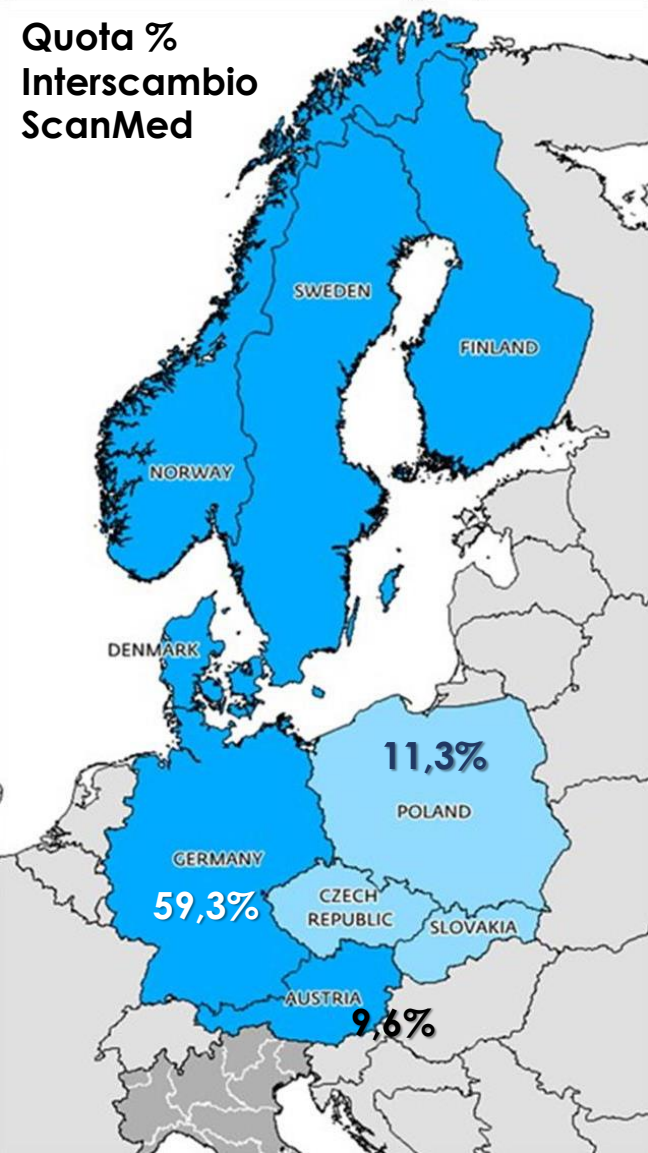 Quota %
Interscambio
ScanMed
SWEDEN
FINLAND
NORWAY
DENMARK
11,3%
POLAND
GERMANY
59,3%
CZECH
REPUBLIC
SLOVAKIA
AUSTRIA
9,6%